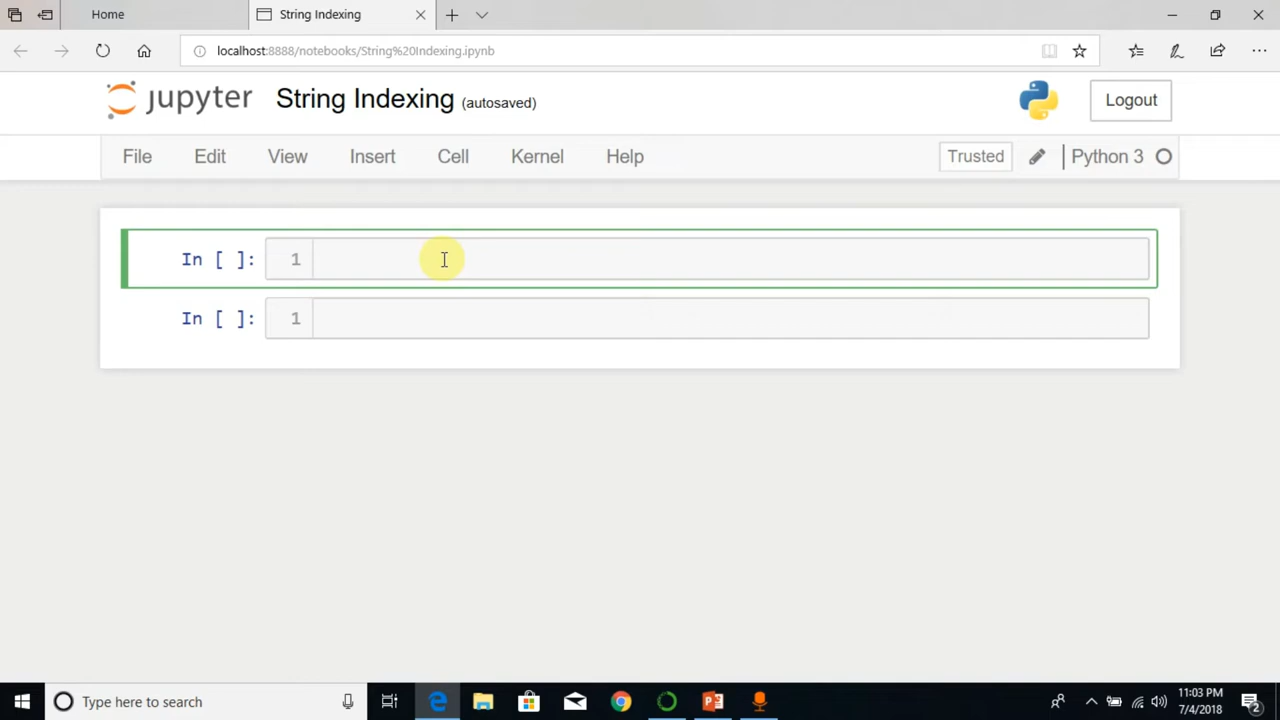 Home
String Indexing
localhost:8888/notebooks/String%20Indexing.ipynb
jupyter String Indexing (autosaved)
Logout
File Edit View Insert Cell Kernel Help Trusted Python 3
In [ ]: 1
In [ ]: 1
Type here to search
11:03 PM
7/4/2018
2